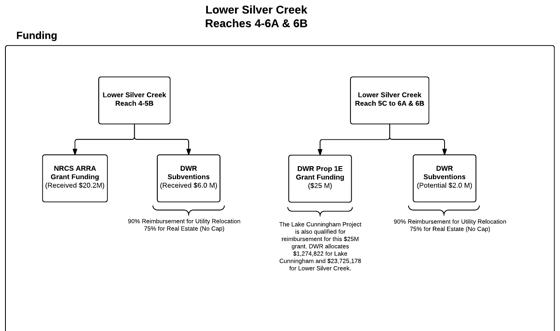 Lower Silver Creek
Reaches 4-6A & 6B
Funding
Lower Silver Creek
Reach 4-5B
Lower Silver Creek
Reach 5C to 6A & 6B
NRCS ARRA
Grant Funding
(Received $20.2M)
DWR
Subventions
(Received $6.0 M)
DWR Prop 1E
Grant Funding
($25 M)
DWR
Subventions
(Potential $2.0 M)
90% Reimbursement for Utility Relocation
75% for Real Estate (No Cap)
The Lake Cunningham Project
is also qualified for
reimbursement for this $25M
grant. DWR allocates
$1,274,822 for Lake
Cunningham and $23,725,178
for Lower Silver Creek.
90% Reimbursement for Utility Relocation
75% for Real Estate (No Cap)